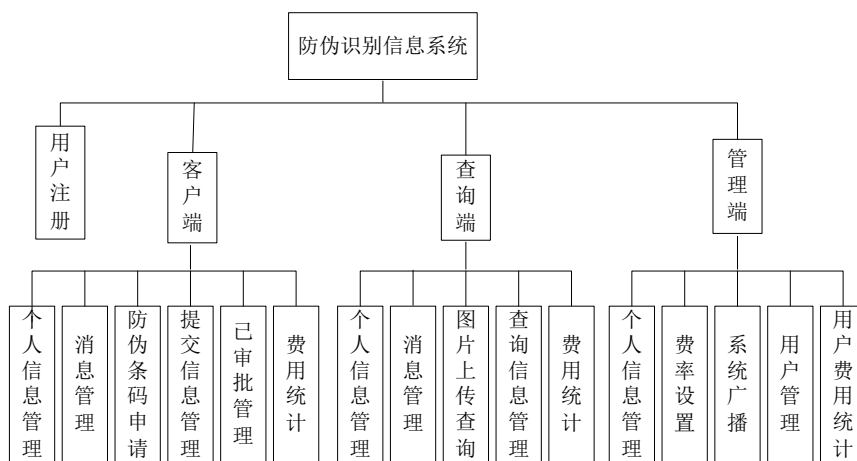 防伪识别信息系统
用户注册
客户端
查询端
管理端
个人信息管理
消息管理
防伪条码申请
提交信息管理
已审批管理
费用统计
个人信息管理
消息管理
图片上传查询
查询信息管理
费用统计
个人信息管理
费率设置
系统广播
用户管理
用户费用统计